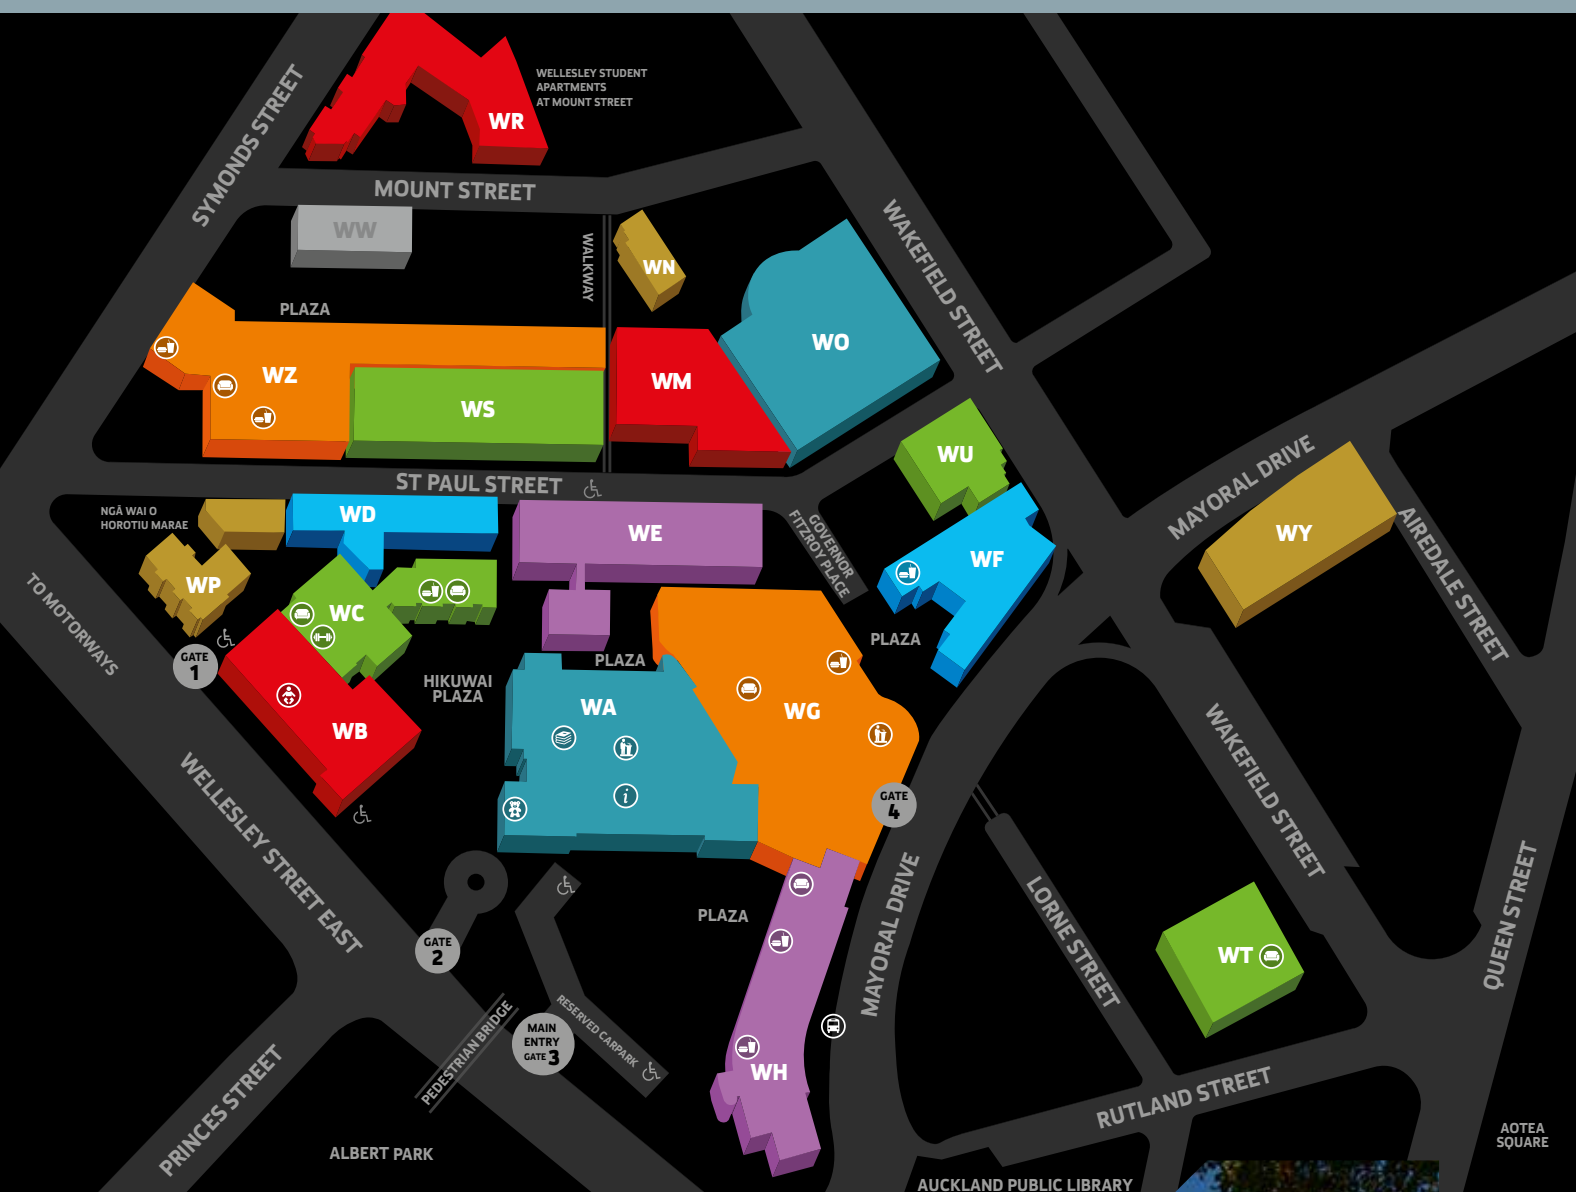 WELLESLEY STUDENT
APARTMENTS
AT MOUNT STREET
WR
SYMONDS STREET
MOUNT STREET
WW
WALKWAY
WN
WAKEFIELD STREET
PLAZA
WO
WZ
WS
WM
WU
MAYORAL DRIVE
ST PAUL STREET
NGĀ WAI O
HOROTIU MARAE
WD
WE
GOVERNOR
FITZROY PLACE
WF
WY
AIREDALE STREET
WP
WC
TO MOTORWAYS
GATE
1
PLAZA
PLAZA
HIKUWAI
PLAZA
WA
WG
WB
WAKEFIELD STREET
WELLESLEY STREET EAST
i
GATE
4
MAYORAL DRIVE
LORNE STREET
QUEEN STREET
PLAZA
GATE
2
WT
PEDESTRIAN BRIDGE
MAIN
ENTRY
GATE 3
RESERVED CARPARK
WH
PRINCES STREET
RUTLAND STREET
ALBERT PARK
AOTEA
SQUARE
AUCKLAND PUBLIC LIBRARY